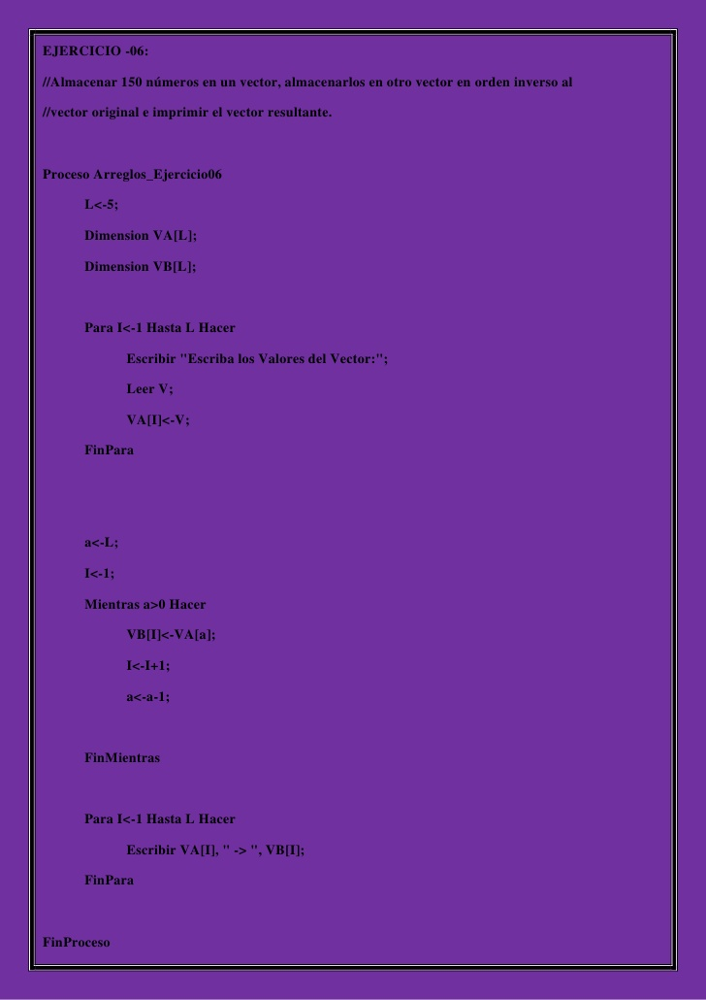 EJERCICIO -06:
//Almacenar 150 números en un vector, almacenarlos en otro vector en orden inverso al
//vector original e imprimir el vector resultante.
Proceso Arreglos_Ejercicio06
L<-5;
Dimension VA[L];
Dimension VB[L];
Para I<-1 Hasta L Hacer
Escribir "Escriba los Valores del Vector:";
Leer V;
VA[I]<-V;
FinPara
a<-L;
I<-1;
Mientras a>0 Hacer
VB[I]<-VA[a];
I<-I+1;
a<-a-1;
FinMientras
Para I<-1 Hasta L Hacer
Escribir VA[I], " -> ", VB[I];
FinPara
FinProceso